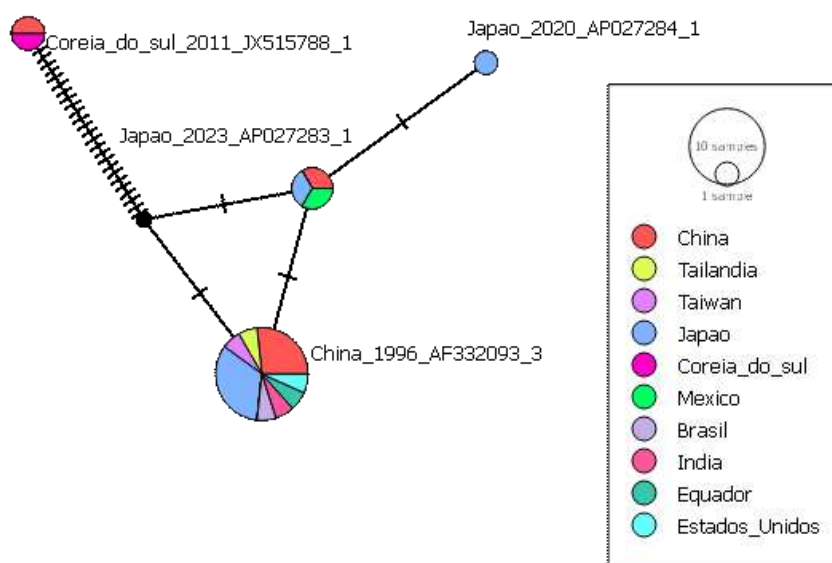 Coreia_do_sul_2011_JX515788_1
Japao_2020_AP027284_1
Japao_2023_AP027283_1
China_1996_AF332093_3
10 samples
1 sample
China
Tailandia
Taiwan
Japao
Coreia_do_sul
Mexico
Brasil
India
Equador
Estados_Unidos